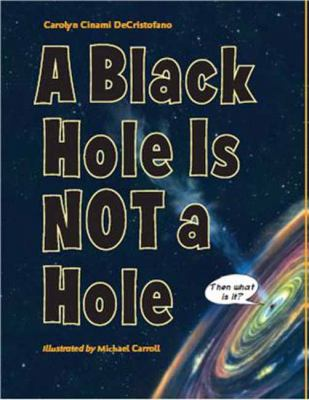 Carolyn Cinami DeCristofano
A Black
Hole Is
NOT a
Hole
Then what
is it?
Illustrated by Michael Carroll